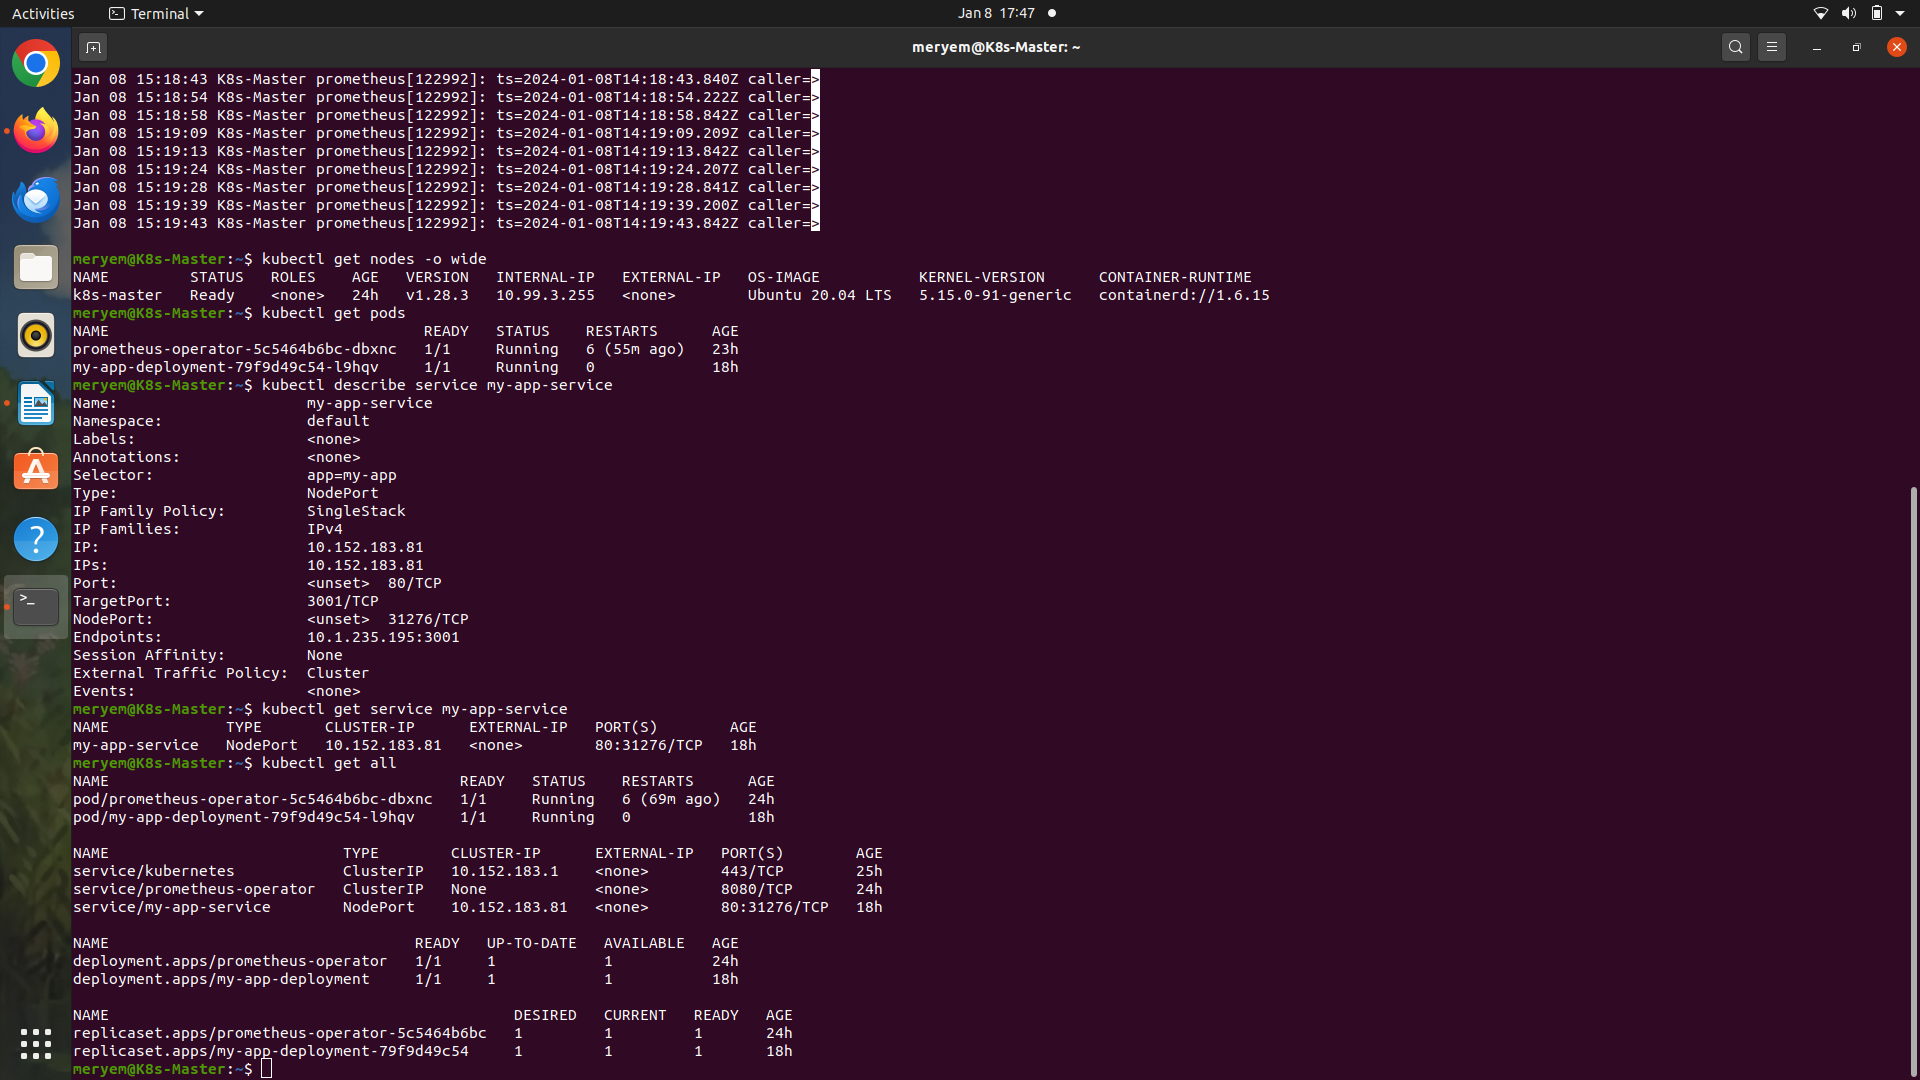 Activities Terminal Jan 8 17:47
meryem@K8s-Master: ~
Jan 08 15:18:43 K8s-Master prometheus[122992]: ts=2024-01-08T14:18:43.840Z caller=>
Jan 08 15:18:54 K8s-Master prometheus[122992]: ts=2024-01-08T14:18:54.222Z caller=>
Jan 08 15:18:58 K8s-Master prometheus[122992]: ts=2024-01-08T14:18:58.842Z caller=>
Jan 08 15:19:09 K8s-Master prometheus[122992]: ts=2024-01-08T14:19:09.209Z caller=>
Jan 08 15:19:13 K8s-Master prometheus[122992]: ts=2024-01-08T14:19:13.842Z caller=>
Jan 08 15:19:24 K8s-Master prometheus[122992]: ts=2024-01-08T14:19:24.207Z caller=>
Jan 08 15:19:28 K8s-Master prometheus[122992]: ts=2024-01-08T14:19:28.841Z caller=>
Jan 08 15:19:39 K8s-Master prometheus[122992]: ts=2024-01-08T14:19:39.200Z caller=>
Jan 08 15:19:43 K8s-Master prometheus[122992]: ts=2024-01-08T14:19:43.842Z caller=>
meryem@K8s-Master:~$ kubectl get nodes -o wide
NAME STATUS ROLES AGE VERSION INTERNAL-IP EXTERNAL-IP OS-IMAGE KERNEL-VERSION CONTAINER-RUNTIME
k8s-master Ready <none> 24h v1.28.3 10.99.3.255 <none> Ubuntu 20.04 LTS 5.15.0-91-generic containerd://1.6.15
meryem@K8s-Master:~$ kubectl get pods
NAME READY STATUS RESTARTS AGE
prometheus-operator-5c5464b6bc-dbxnc 1/1 Running 6 (55m ago) 23h
my-app-deployment-79f9d49c54-l9hqv 1/1 Running 0 18h
meryem@K8s-Master:~$ kubectl describe service my-app-service
Name: my-app-service
Namespace: default
Labels: <none>
Annotations: <none>
Selector: app=my-app
Type: NodePort
IP Family Policy: SingleStack
IP Families: IPv4
IP: 10.152.183.81
IPs: 10.152.183.81
Port: <unset> 80/TCP
TargetPort: 3001/TCP
NodePort: <unset> 31276/TCP
Endpoints: 10.1.235.195:3001
Session Affinity: None
External Traffic Policy: Cluster
Events: <none>
meryem@K8s-Master:~$ kubectl get service my-app-service
NAME TYPE CLUSTER-IP EXTERNAL-IP PORT(S) AGE
my-app-service NodePort 10.152.183.81 <none> 80:31276/TCP 18h
meryem@K8s-Master:~$ kubectl get all
NAME READY STATUS RESTARTS AGE
pod/prometheus-operator-5c5464b6bc-dbxnc 1/1 Running 6 (69m ago) 24h
pod/my-app-deployment-79f9d49c54-l9hqv 1/1 Running 0 18h
NAME TYPE CLUSTER-IP EXTERNAL-IP PORT(S) AGE
service/kubernetes ClusterIP 10.152.183.1 <none> 443/TCP 25h
service/prometheus-operator ClusterIP None <none> 8080/TCP 24h
service/my-app-service NodePort 10.152.183.81 <none> 80:31276/TCP 18h
NAME READY UP-TO-DATE AVAILABLE AGE
deployment.apps/prometheus-operator 1/1 1 1 24h
deployment.apps/my-app-deployment 1/1 1 1 18h
NAME DESIRED CURRENT READY AGE
replicaset.apps/prometheus-operator-5c5464b6bc 1 1 1 24h
replicaset.apps/my-app-deployment-79f9d49c54 1 1 1 18h
meryem@K8s-Master:~$